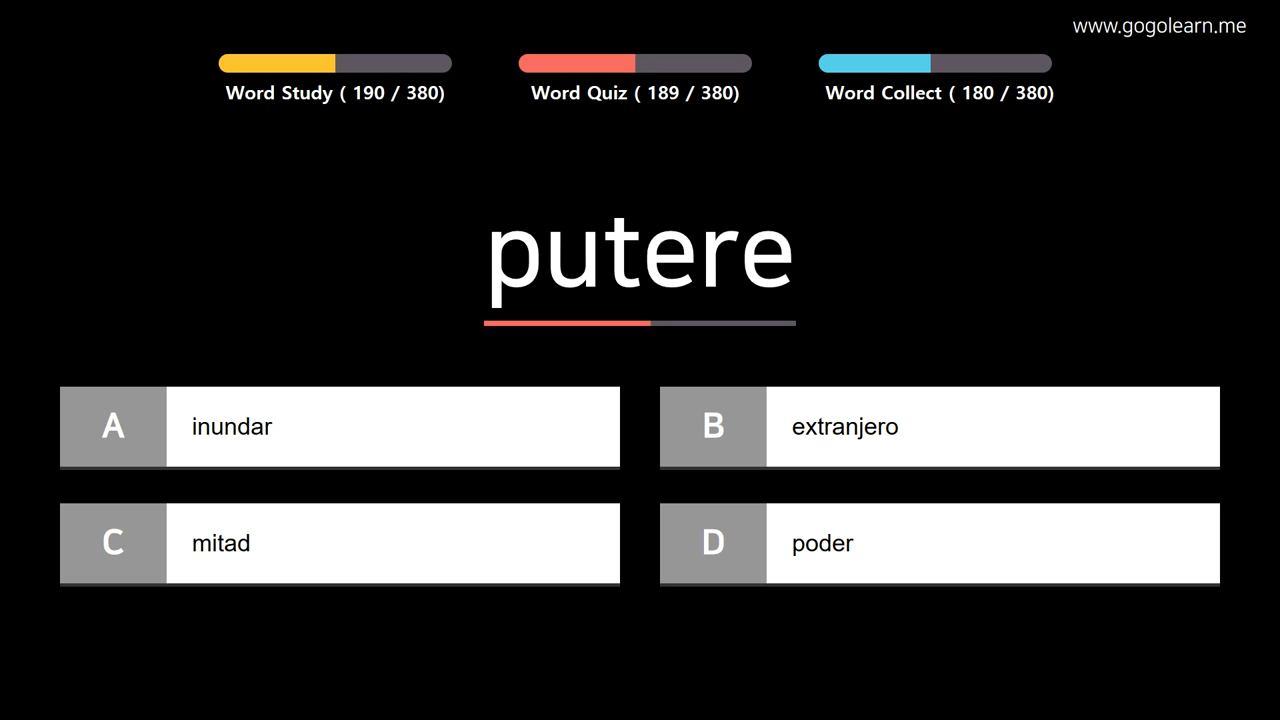 www.gogolearn.me
Word Study ( 190 / 380)
Word Quiz ( 189 / 380)
Word Collect ( 180 / 380)
putere
A
inundar
B
extranjero
C
mitad
D
poder